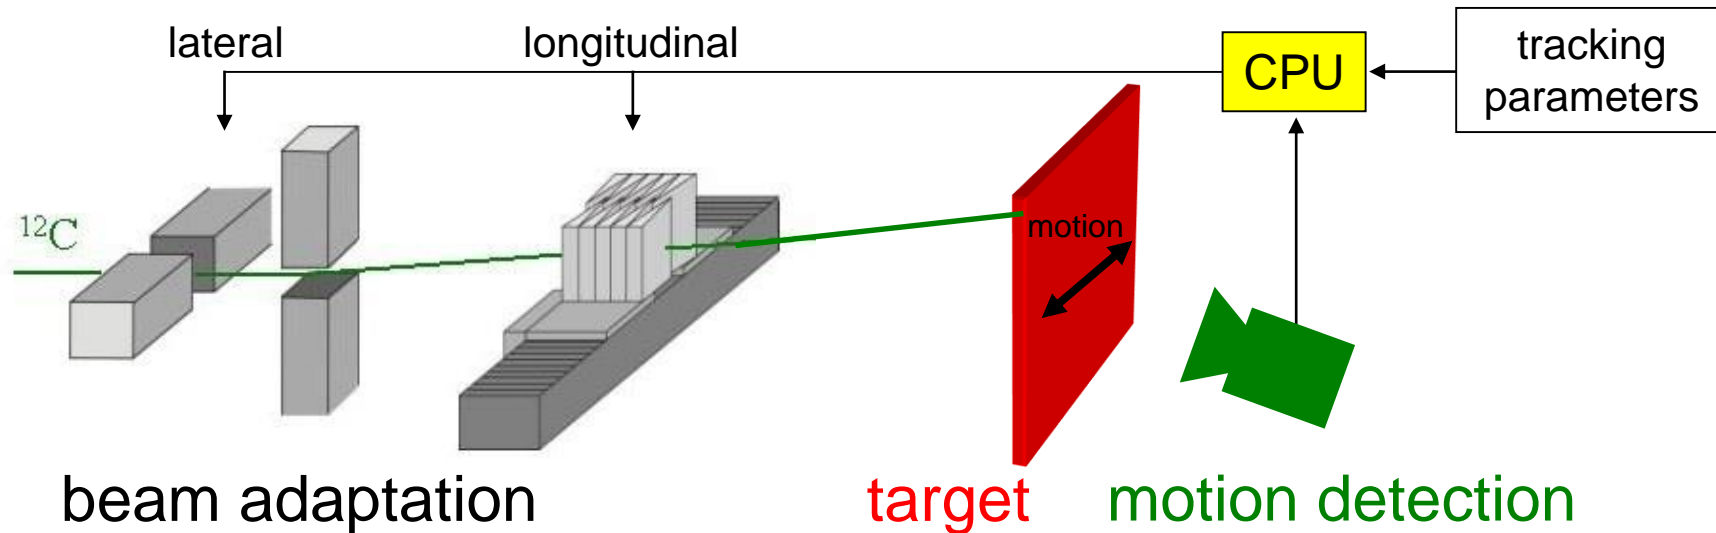 lateral
longitudinal
CPU
tracking
parameters
¹²C
motion
beam adaptation
target
motion detection